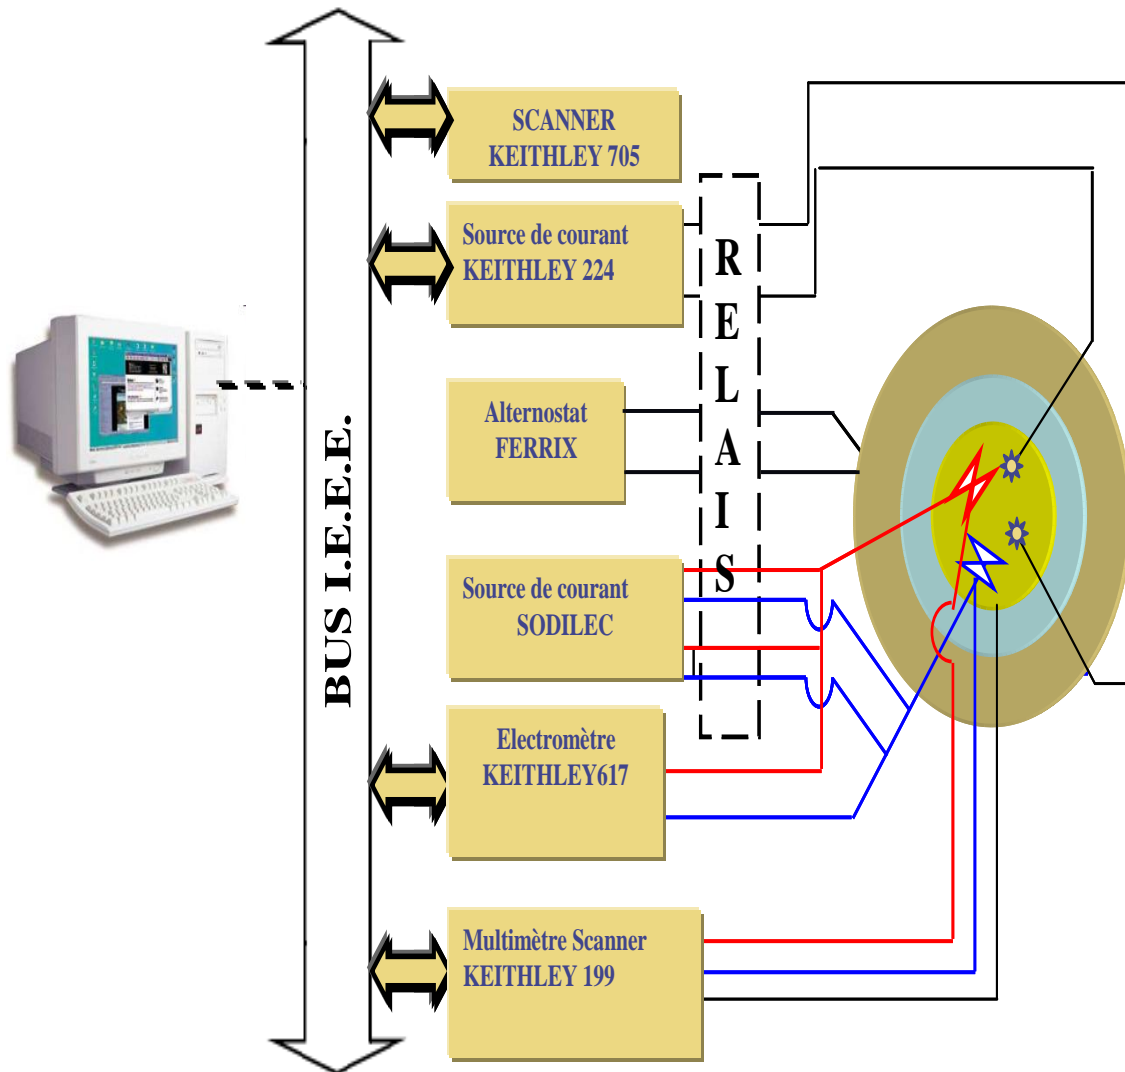 SCANNER
KEITHLEY 705
Source de courant
KEITHLEY 224
Alternostat
FERRIX
Source de courant
SODILEC
Electromètre
KEITHLEY617
Multimètre Scanner
KEITHLEY 199
BUS I.E.E.E.
RELAIS